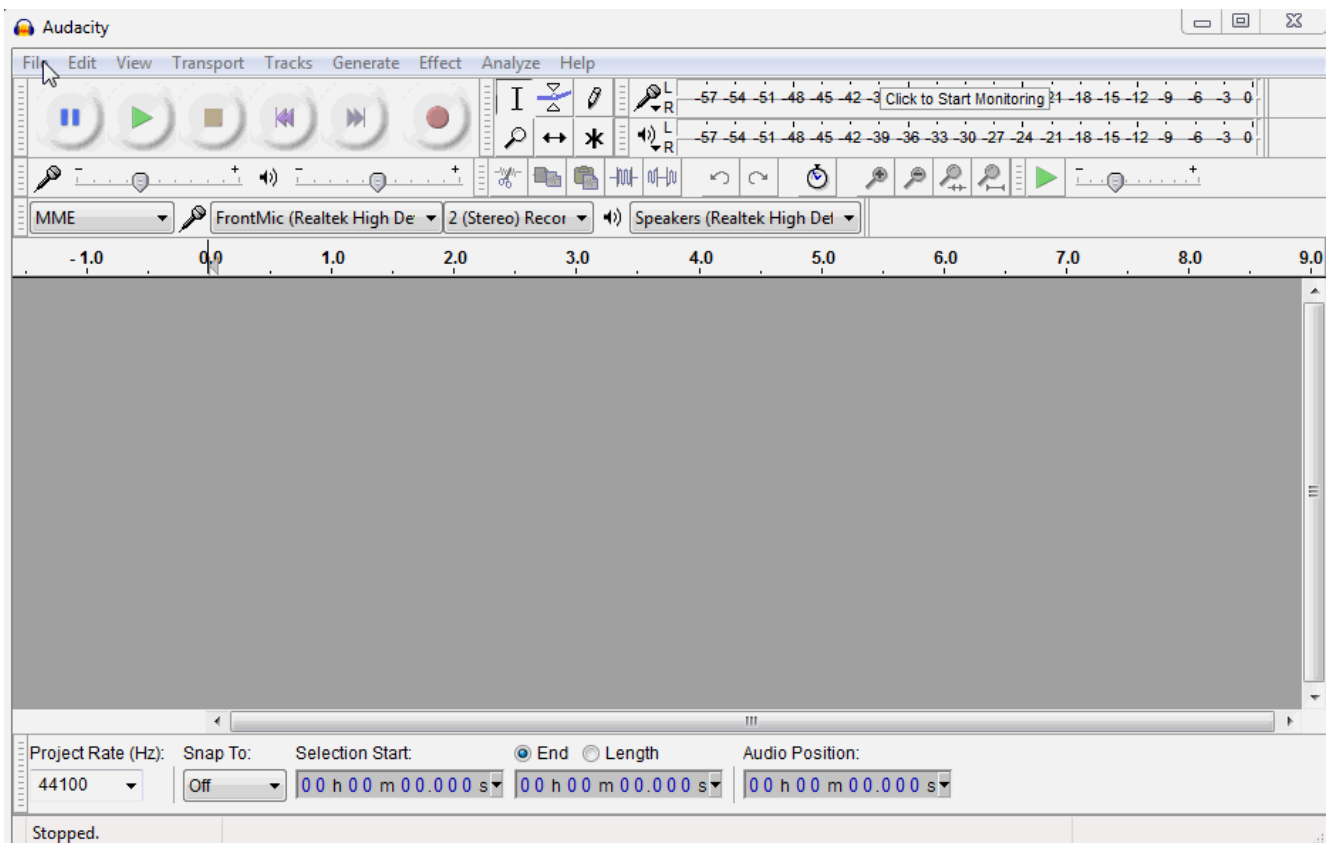 Audacity
File Edit View Transport Tracks Generate Effect Analyze Help
L
R
-57 -54 -51 -48 -45 -42 -3 Click to Start Monitoring 21 -18 -15 -12 -9 -6 -3 0
L
R
-57 -54 -51 -48 -45 -42 -39 -36 -33 -30 -27 -24 -21 -18 -15 -12 -9 -6 -3 0
MME FrontMic (Realtek High De 2 (Stereo) Recor Speakers (Realtek High Def
- 1.0 0.0 1.0 2.0 3.0 4.0 5.0 6.0 7.0 8.0 9.0
Project Rate (Hz): Snap To: Selection Start: End Length Audio Position:
44100 Off 00 h 00 m 00.000 s 00 h 00 m 00.000 s 00 h 00 m 00.000 s
Stopped.